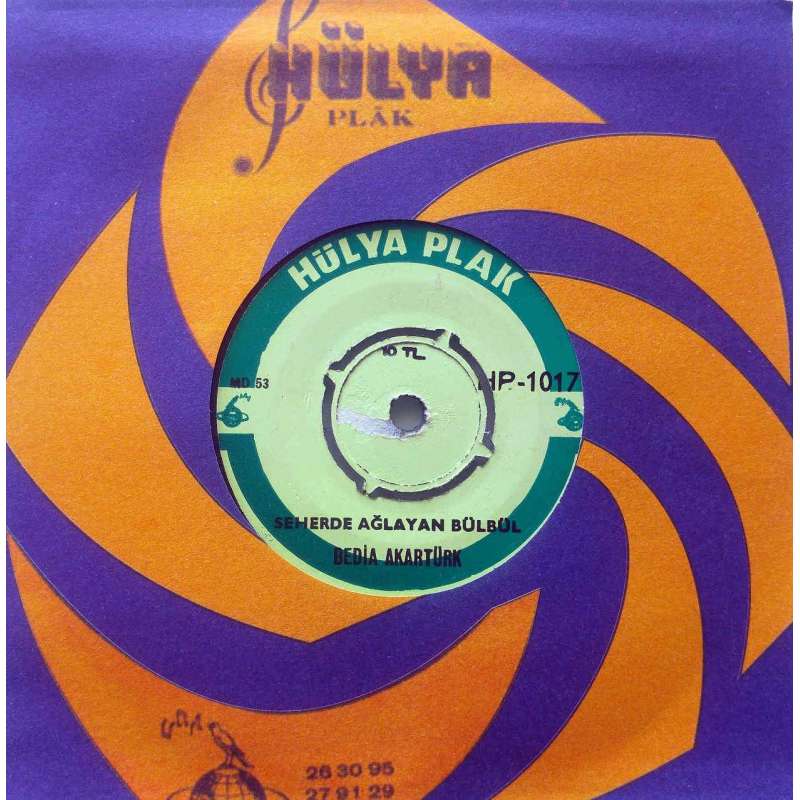 HÜLYA
PLÂK
HÜLYA PLAK
10 TL
MD 53
HP-1017
SEHERDE AĞLAYAN BÜLBÜL
BEDİA AKARTÜRK
26 30 95
27 91 29